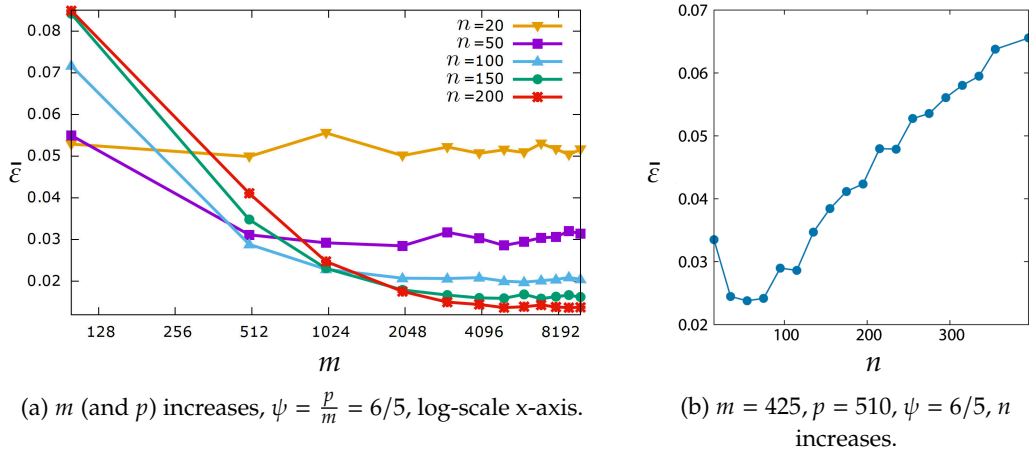 0.08
0.07
0.06
0.05
0.03
0.02
ε̄
n=20
n=50
n=100
n=150
n=200
128 256 512 1024 2048 4096 8192
m
(a) m (and p) increases, ψ = p/m = 6/5, log-scale x-axis.
0.07
0.06
0.05
0.04
0.03
0.02
ε̄
100 200 300
n
(b) m = 425, p = 510, ψ = 6/5, n
increases.